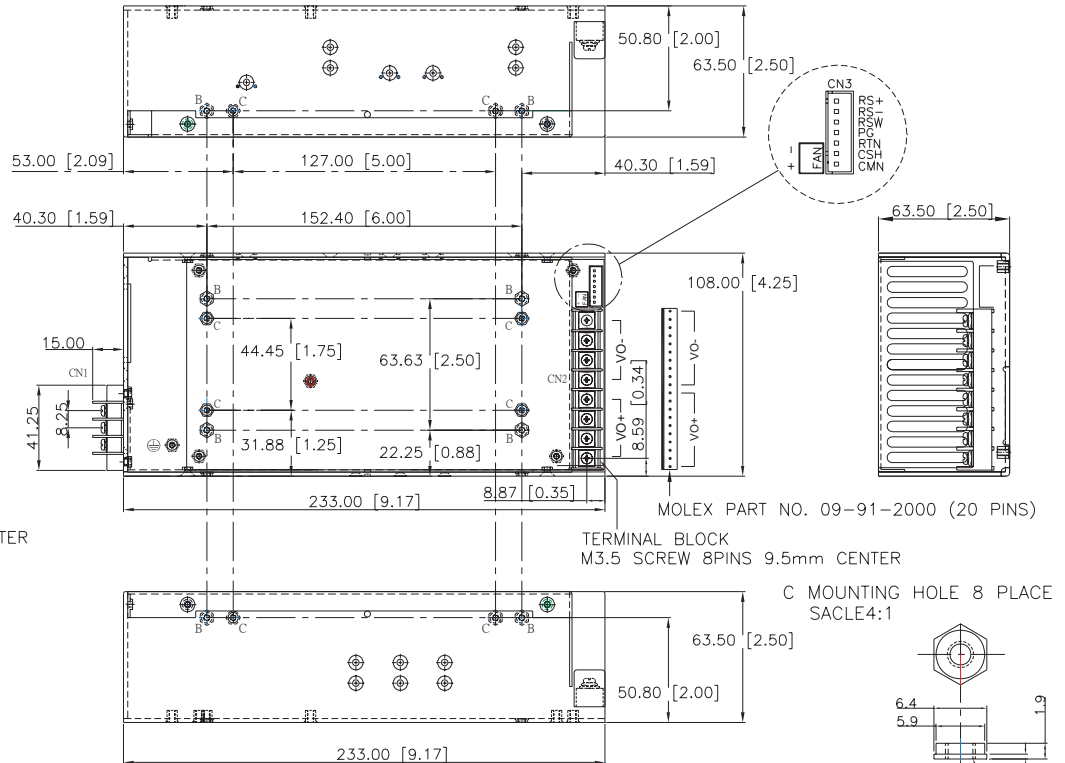 50.80 [2.00]
63.50 [2.50]
CN3
RS+
RS-
RSW
PG
RTN
CSH
CMN
FAN
-
+
B
C
C
B
53.00 [2.09]
127.00 [5.00]
40.30 [1.59]
40.30 [1.59]
152.40 [6.00]
63.50 [2.50]
108.00 [4.25]
B
B
C
C
FAN
15.00
CN1
44.45 [1.75]
63.63 [2.50]
VO-
VO-
CN2
8.59 [0.34]
41.25
8.25
C
C
B
B
31.88 [1.25]
22.25 [0.88]
VO+
VO+
8.87 [0.35]
233.00 [9.17]
MOLEX PART NO. 09-91-2000 (20 PINS)
TER
TERMINAL BLOCK
M3.5 SCREW 8PINS 9.5mm CENTER
C MOUNTING HOLE 8 PLACE
SACLE4:1
B
C
C
B
63.50 [2.50]
50.80 [2.00]
6.4
5.9
1.9
233.00 [9.17]